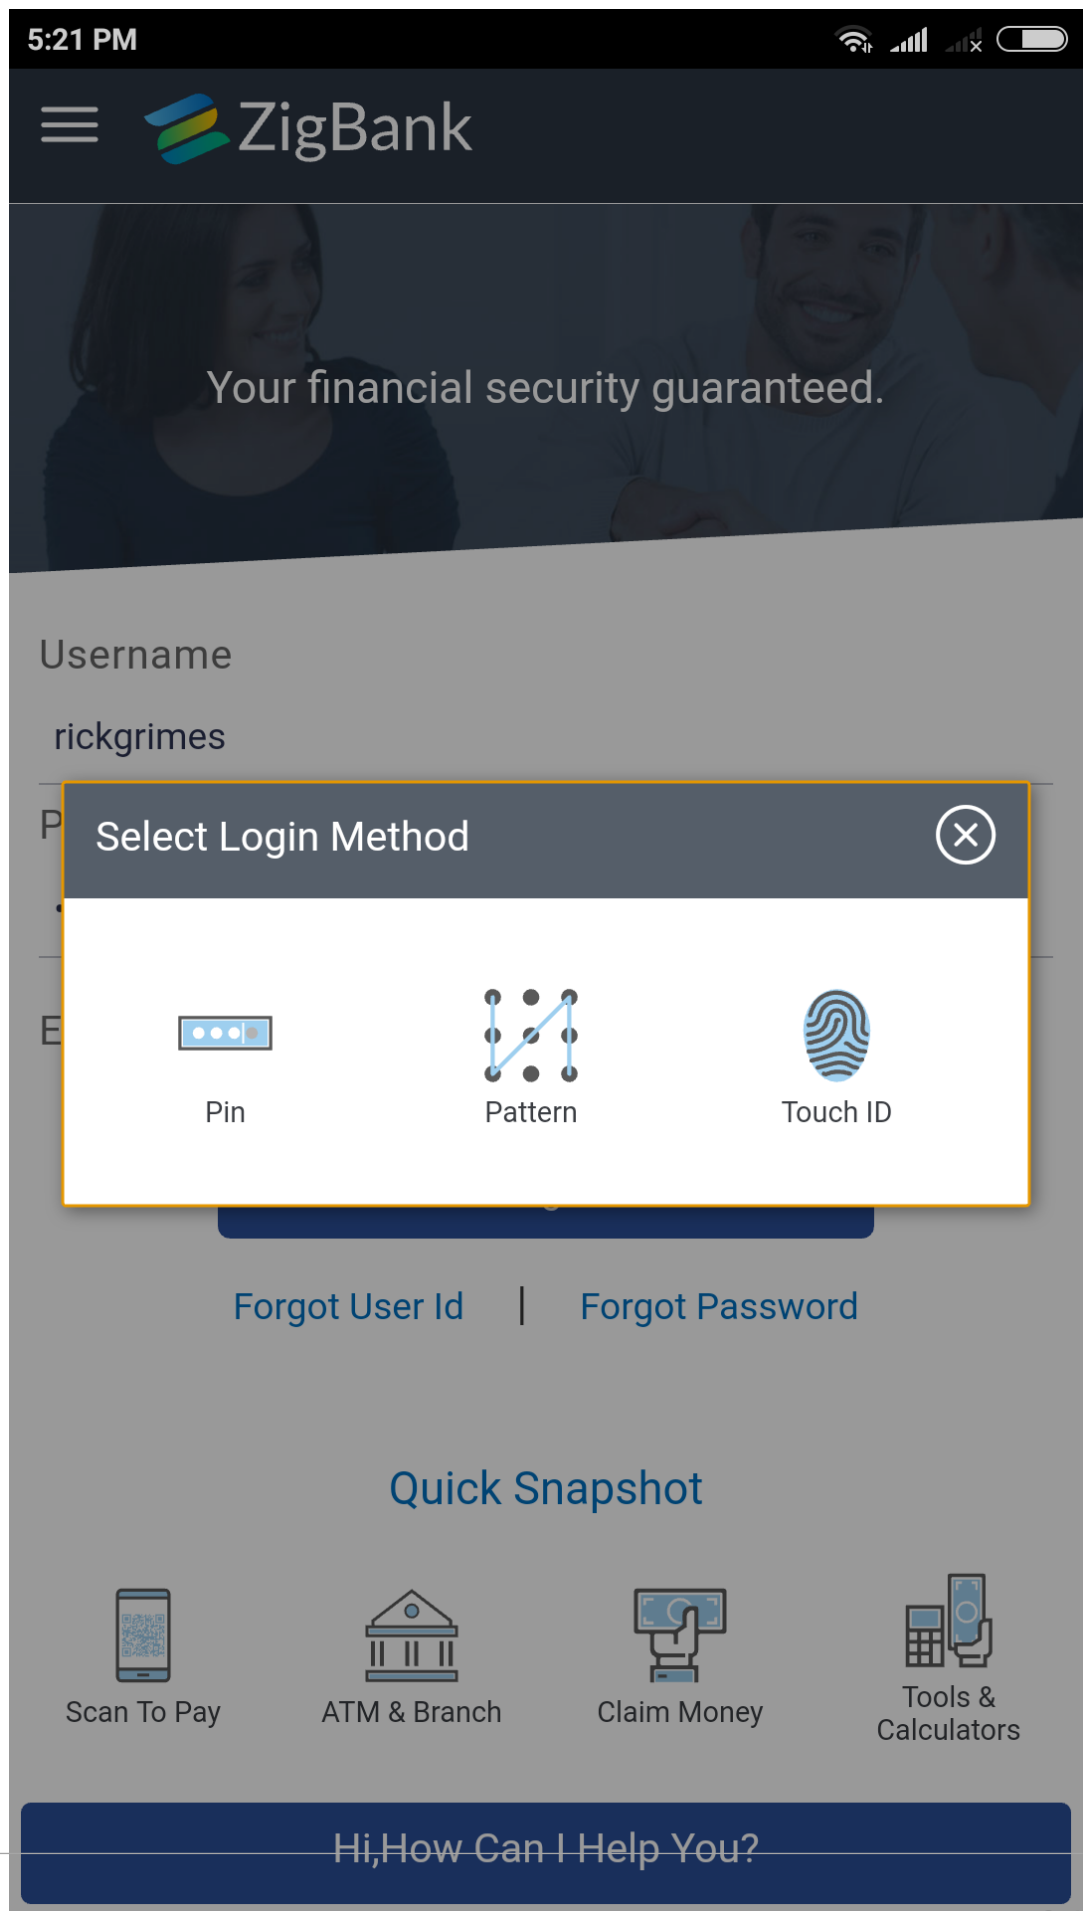 5:21 PM
ZigBank
Your financial security guaranteed.
Username
rickgrimes
P
Select Login Method
E
Pin
Pattern
Touch ID
Forgot User Id | Forgot Password
Quick Snapshot
Scan To Pay
ATM & Branch
Claim Money
Tools &
Calculators
Hi,How Can I Help You?